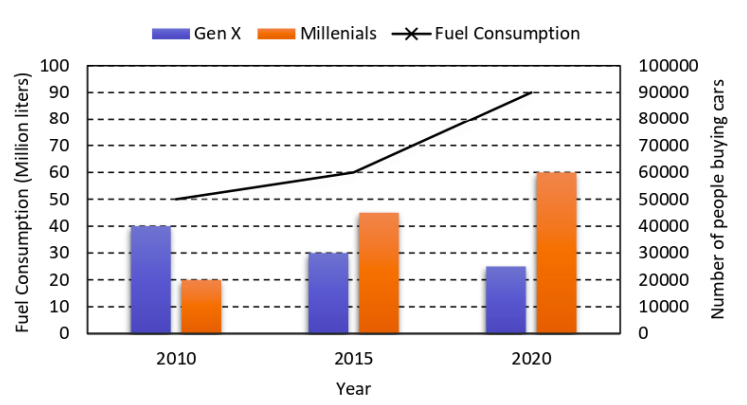 Gen X Millenials Fuel Consumption
100 100000
90 90000
80 80000
70 70000
60 60000
50 50000
40 40000
30 30000
20 20000
10 10000
0 0
Fuel Consumption (Million liters)
Number of people buying cars
2010 2015 2020
Year